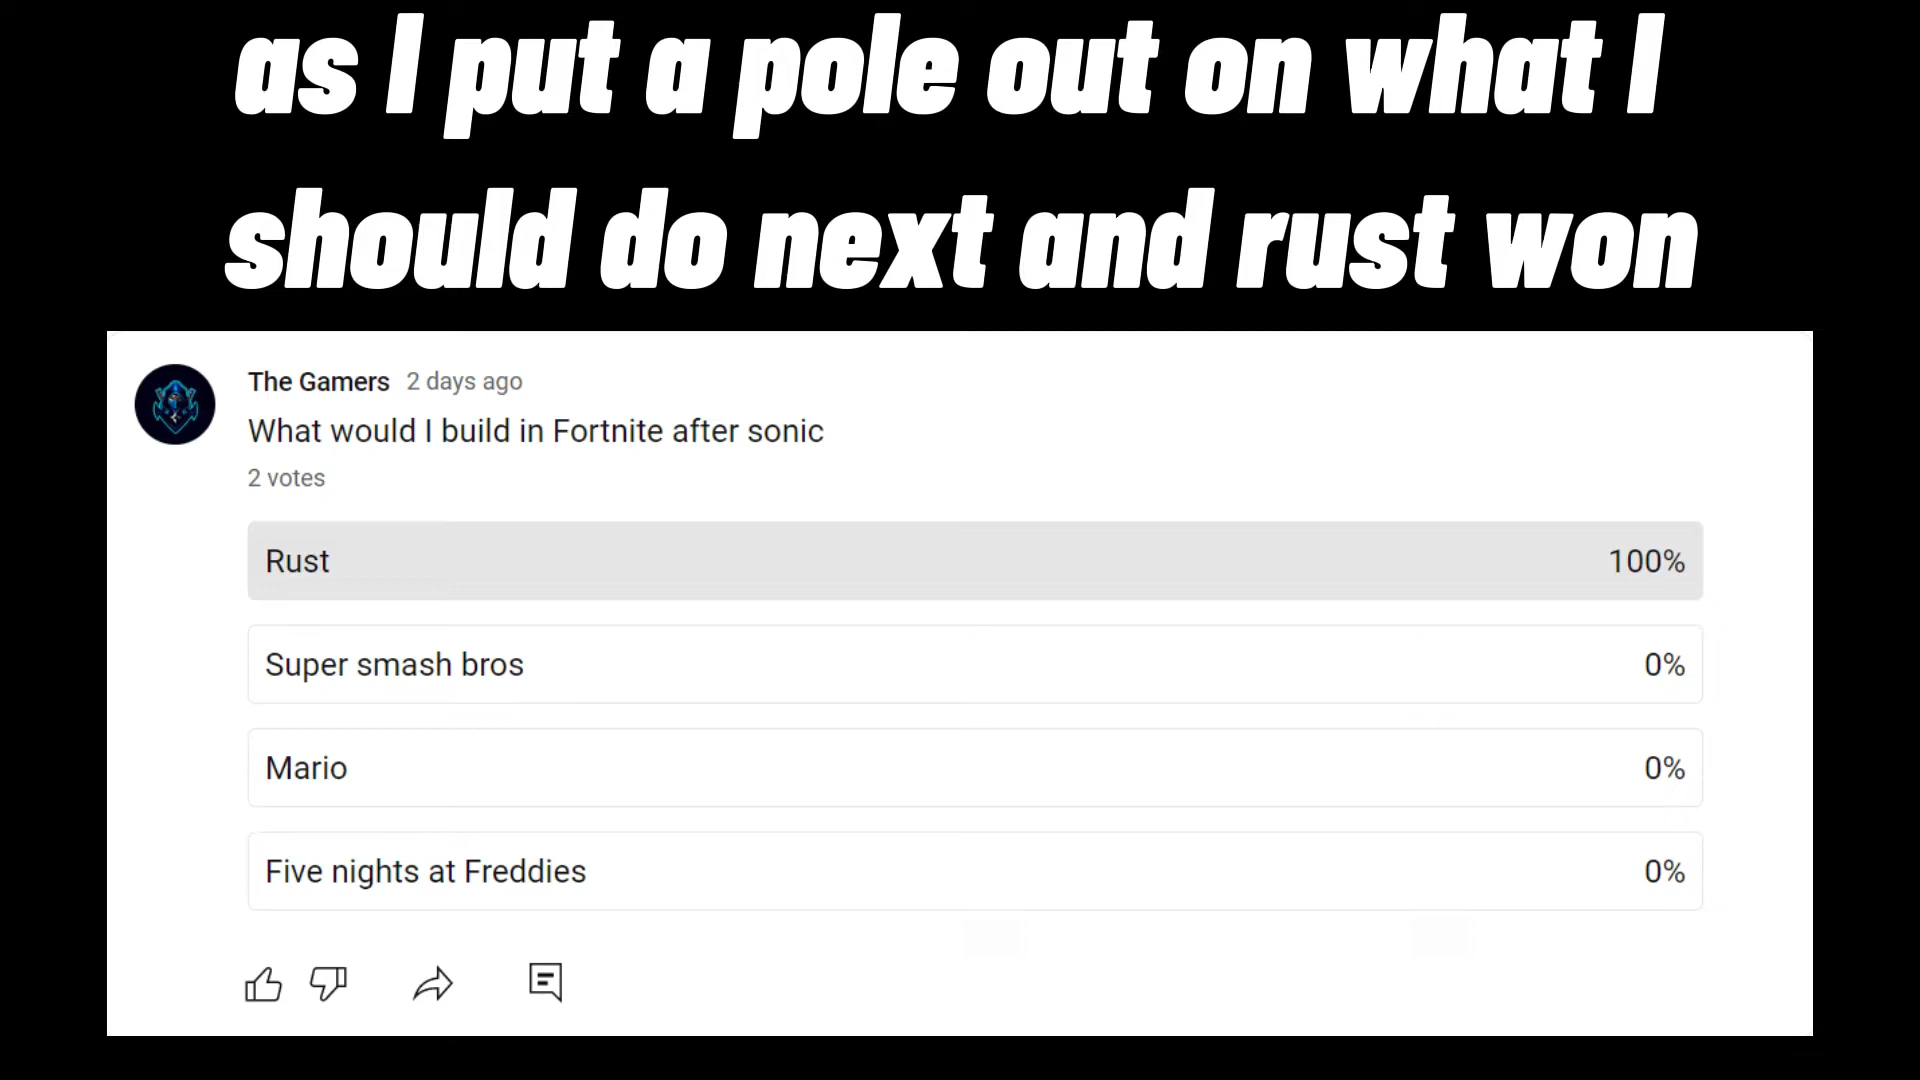 as I put a pole out on what I
should do next and rust won
The Gamers 2 days ago
What would I build in Fortnite after sonic
2 votes
Rust 100%
Super smash bros 0%
Mario 0%
Five nights at Freddies 0%